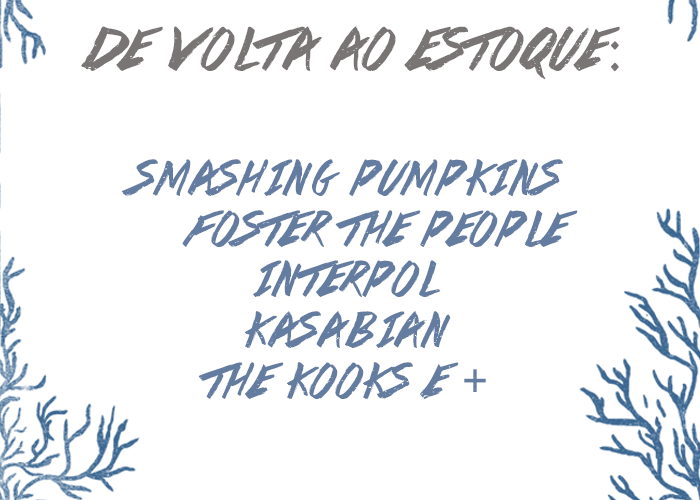 DE VOLTA AO ESTOQUE:
SMASHING PUMPKINS
FOSTER THE PEOPLE
INTERPOL
KASABIAN
THE KOOKS E +